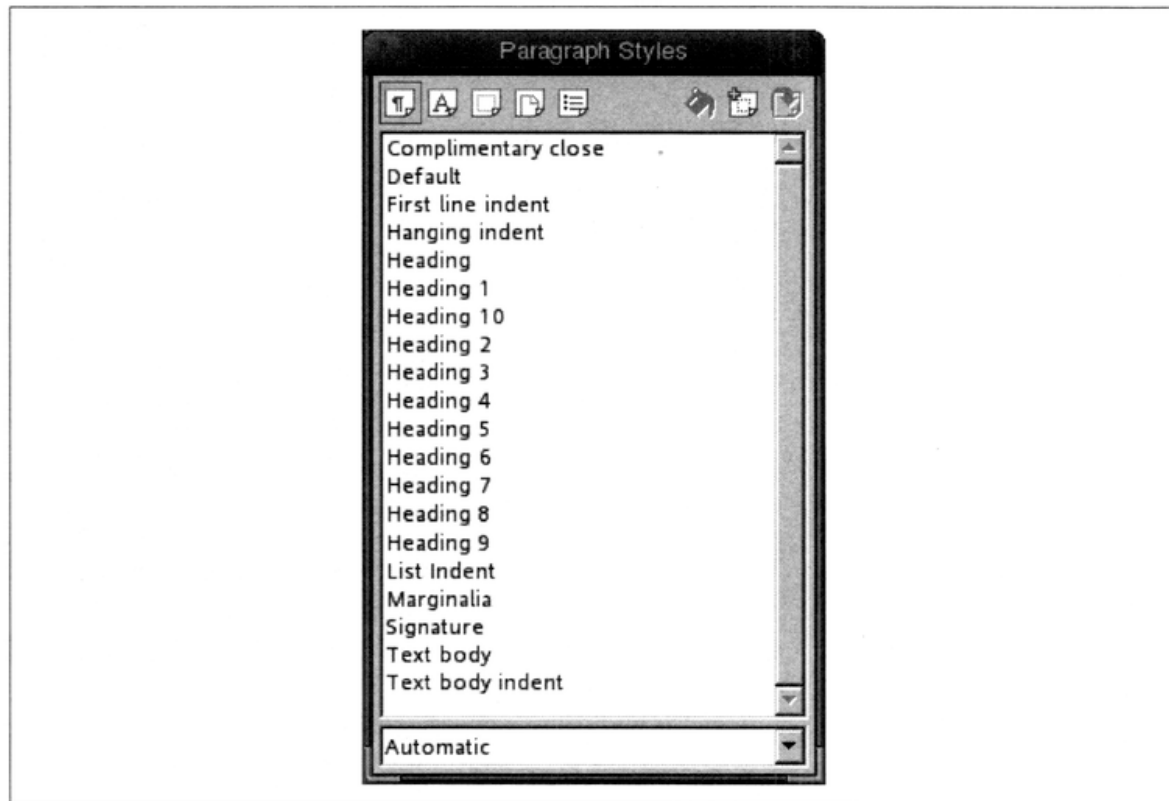 Paragraph Styles
Complimentary close
Default
First line indent
Hanging indent
Heading
Heading 1
Heading 10
Heading 2
Heading 3
Heading 4
Heading 5
Heading 6
Heading 7
Heading 8
Heading 9
List Indent
Marginalia
Signature
Text body
Text body indent
Automatic